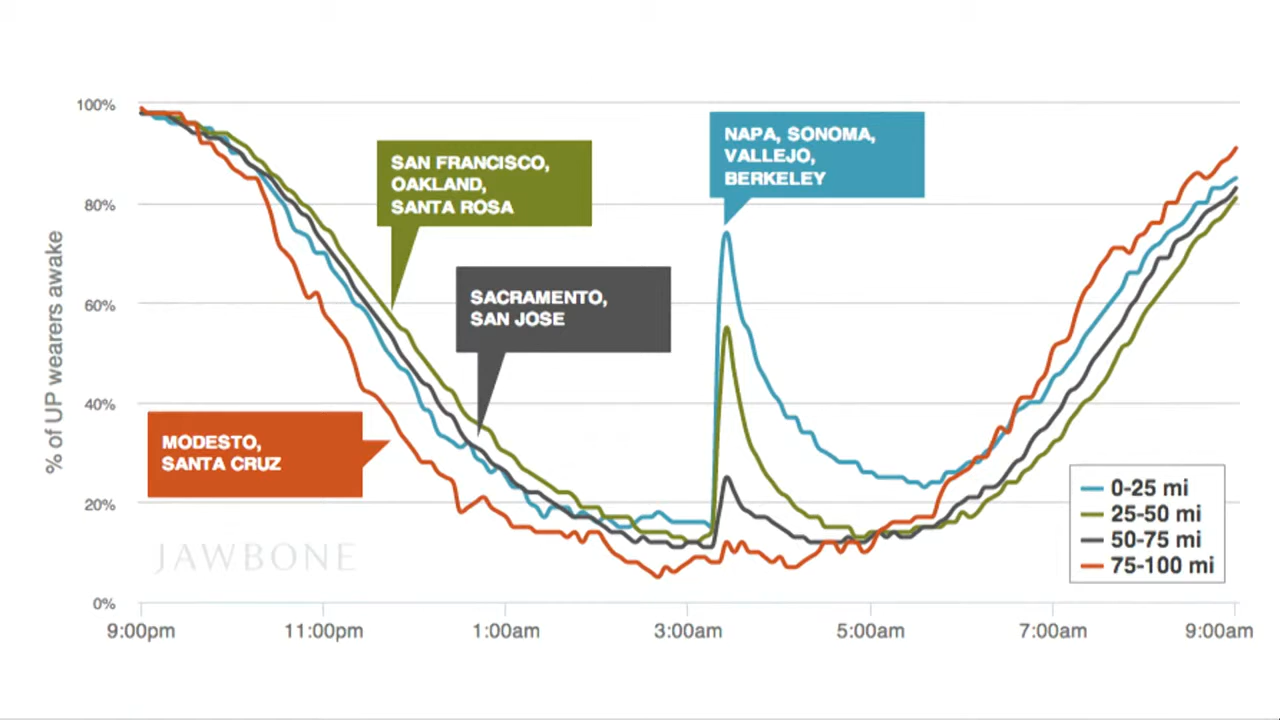 100%
80%
60%
40%
20%
0%
% of UP wearers awake
SAN FRANCISCO,
OAKLAND,
SANTA ROSA
NAPA, SONOMA,
VALLEJO,
BERKELEY
SACRAMENTO,
SAN JOSE
MODESTO,
SANTA CRUZ
JAWBONE
0-25 mi
25-50 mi
50-75 mi
75-100 mi
9:00pm
11:00pm
1:00am
3:00am
5:00am
7:00am
9:00am